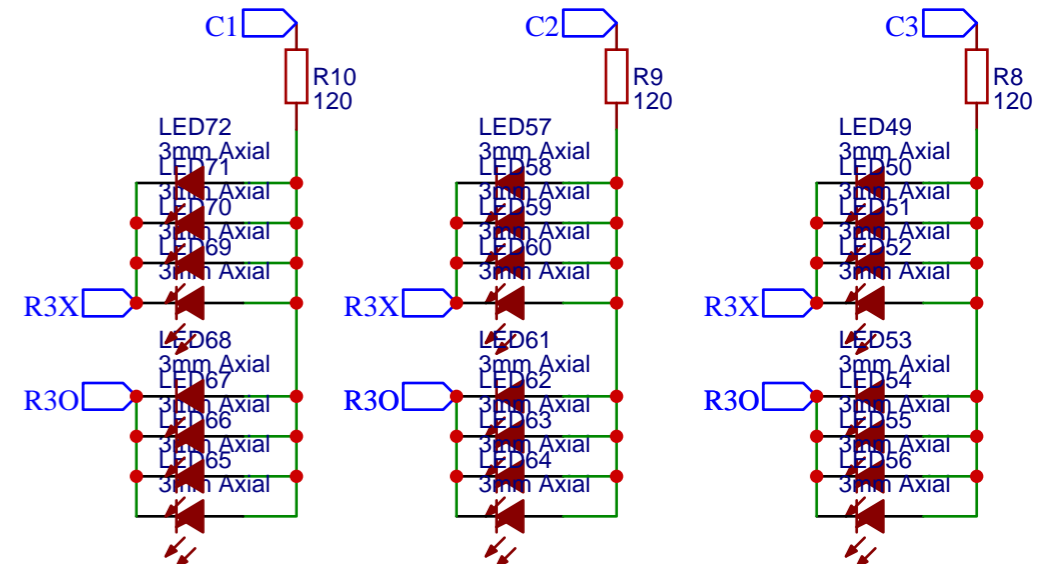 C1
R10
120
LED72
3mm Axial
LED71
3mm Axial
LED70
3mm Axial
LED69
3mm Axial
R3X
LED68
3mm Axial
LED67
3mm Axial
R3O
LED66
3mm Axial
LED65
3mm Axial
C2
R9
120
LED57
3mm Axial
LED58
3mm Axial
LED59
3mm Axial
LED60
3mm Axial
R3X
LED61
3mm Axial
LED62
3mm Axial
R3O
LED63
3mm Axial
LED64
3mm Axial
C3
R8
120
LED49
3mm Axial
LED50
3mm Axial
LED51
3mm Axial
LED52
3mm Axial
R3X
LED53
3mm Axial
LED54
3mm Axial
R3O
LED55
3mm Axial
LED56
3mm Axial